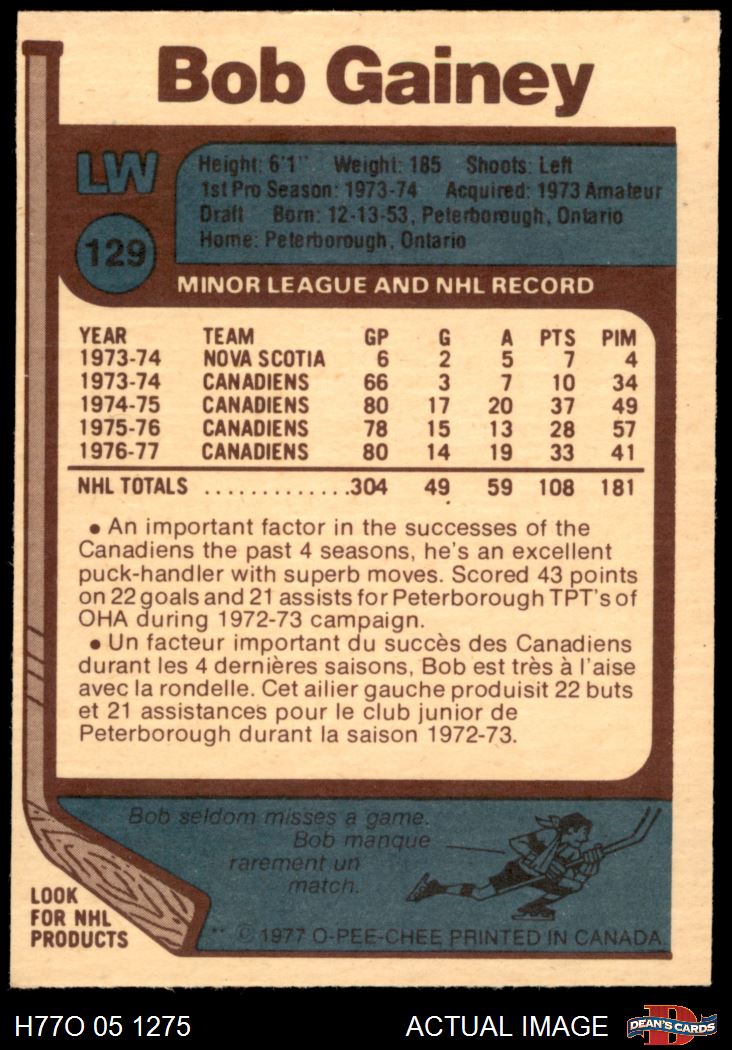 Bob Gainey
LW
129
Height: 6'1" Weight: 185 Shoots: Left
1st Pro Season: 1973-74 Acquired: 1973 Amateur
Draft Born: 12-13-53, Peterborough, Ontario
Home: Peterborough, Ontario
MINOR LEAGUE AND NHL RECORD
YEAR TEAM GP G A PTS PIM
1973-74 NOVA SCOTIA 6 2 5 7 4
1973-74 CANADIENS 66 3 7 10 34
1974-75 CANADIENS 80 17 20 37 49
1975-76 CANADIENS 78 15 13 28 57
1976-77 CANADIENS 80 14 19 33 41
NHL TOTALS .............304 49 59 108 181
• An important factor in the successes of the
Canadiens the past 4 seasons, he's an excellent
puck-handler with superb moves. Scored 43 points
on 22 goals and 21 assists for Peterborough TPT's of
OHA during 1972-73 campaign.
• Un facteur important du succès des Canadiens
durant les 4 dernières saisons, Bob est très à l'aise
avec la rondelle. Cet ailier gauche produisit 22 buts
et 21 assistances pour le club junior de
Peterborough durant la saison 1972-73.
Bob seldom misses a game.
Bob manque
rarement un
match.
LOOK
FOR NHL
PRODUCTS
** © 1977 O-PEE-CHEE PRINTED IN CANADA
H77O 05 1275
ACTUAL IMAGE
DEAN'S CARDS